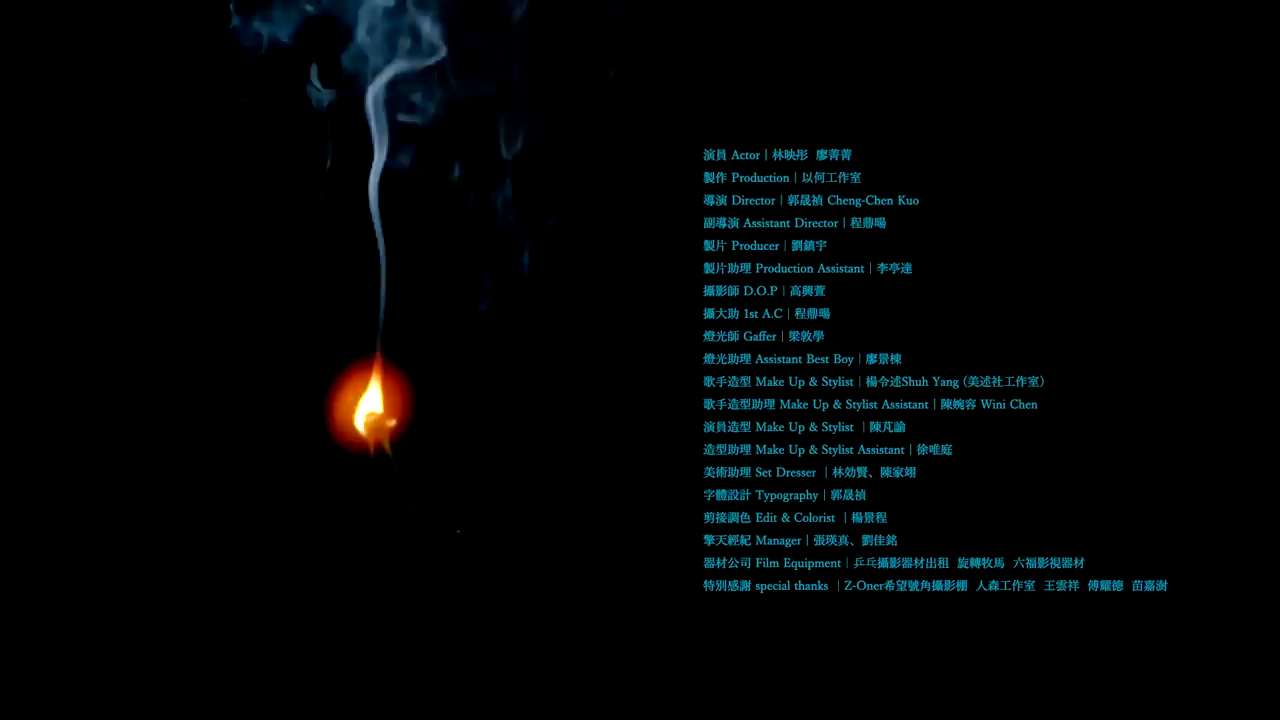 演員 Actor｜林映彤 廖菁菁
製作 Production｜以何工作室
導演 Director｜郭晟禎 Cheng-Chen Kuo
副導演 Assistant Director｜程鼎暘
製片 Producer｜劉鎮宇
製片助理 Production Assistant｜李亭達
攝影師 D.O.P｜高興萱
攝大助 1st A.C｜程鼎暘
燈光師 Gaffer｜梁敦學
燈光助理 Assistant Best Boy｜廖景棟
歌手造型 Make Up & Stylist｜楊令述Shuh Yang (美述社工作室)
歌手造型助理 Make Up & Stylist Assistant｜陳婉容 Wini Chen
演員造型 Make Up & Stylist ｜陳芃諭
造型助理 Make Up & Stylist Assistant｜徐唯庭
美術助理 Set Dresser ｜林効賢、陳家翊
字體設計 Typography｜郭晟禎
剪接調色 Edit & Colorist ｜楊景程
擎天經紀 Manager｜張瑛真、劉佳銘
器材公司 Film Equipment｜乒乓攝影器材出租 旋轉牧馬 六福影視器材
特別感謝 special thanks ｜Z-Oner希望號角攝影棚 人森工作室 王雲祥 傅耀德 苗嘉澍